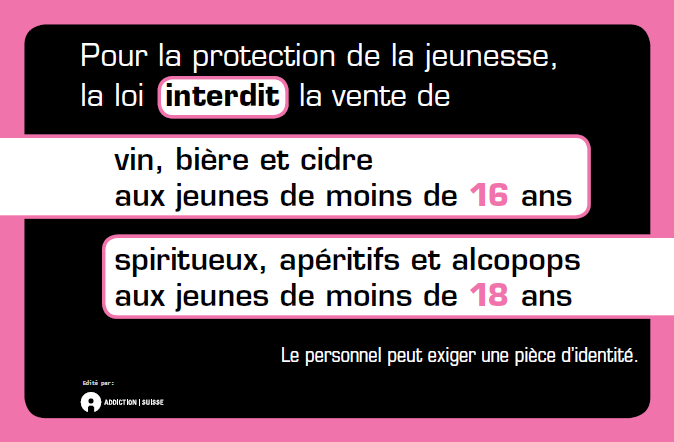 Pour la protection de la jeunesse,
la loi interdit la vente de
vin, bière et cidre
aux jeunes de moins de 16 ans
spiritueux, apéritifs et alcopops
aux jeunes de moins de 18 ans
Le personnel peut exiger une pièce d'identité.
Edité par:
ADDICTION | SUISSE